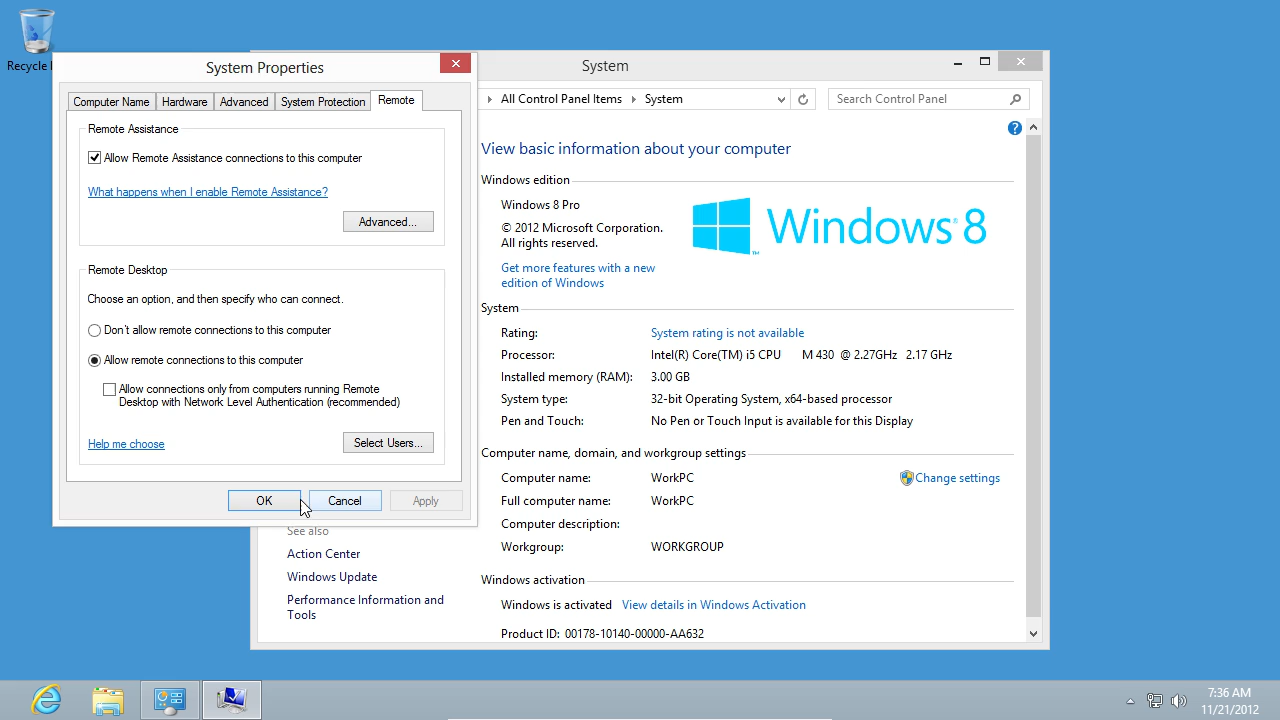 Recycle
System Properties
Computer Name
Hardware
Advanced
System Protection
Remote
Remote Assistance
Allow Remote Assistance connections to this computer
What happens when I enable Remote Assistance?
Advanced...
Remote Desktop
Choose an option, and then specify who can connect.
Don't allow remote connections to this computer
Allow remote connections to this computer
Allow connections only from computers running Remote
Desktop with Network Level Authentication (recommended)
Help me choose
Select Users...
OK
Cancel
Apply
System
All Control Panel Items
System
Search Control Panel
View basic information about your computer
Windows edition
Windows 8 Pro
© 2012 Microsoft Corporation.
All rights reserved.
Get more features with a new
edition of Windows
Windows 8
System
Rating: System rating is not available
Processor: Intel(R) Core(TM) i5 CPU M 430 @ 2.27GHz 2.17 GHz
Installed memory (RAM): 3.00 GB
System type: 32-bit Operating System, x64-based processor
Pen and Touch: No Pen or Touch Input is available for this Display
Computer name, domain, and workgroup settings
Computer name: WorkPC
Change settings
Full computer name: WorkPC
Computer description:
Workgroup: WORKGROUP
Windows activation
Windows is activated View details in Windows Activation
Product ID: 00178-10140-00000-AA632
See also
Action Center
Windows Update
Performance Information and
Tools
7:36 AM
11/21/2012